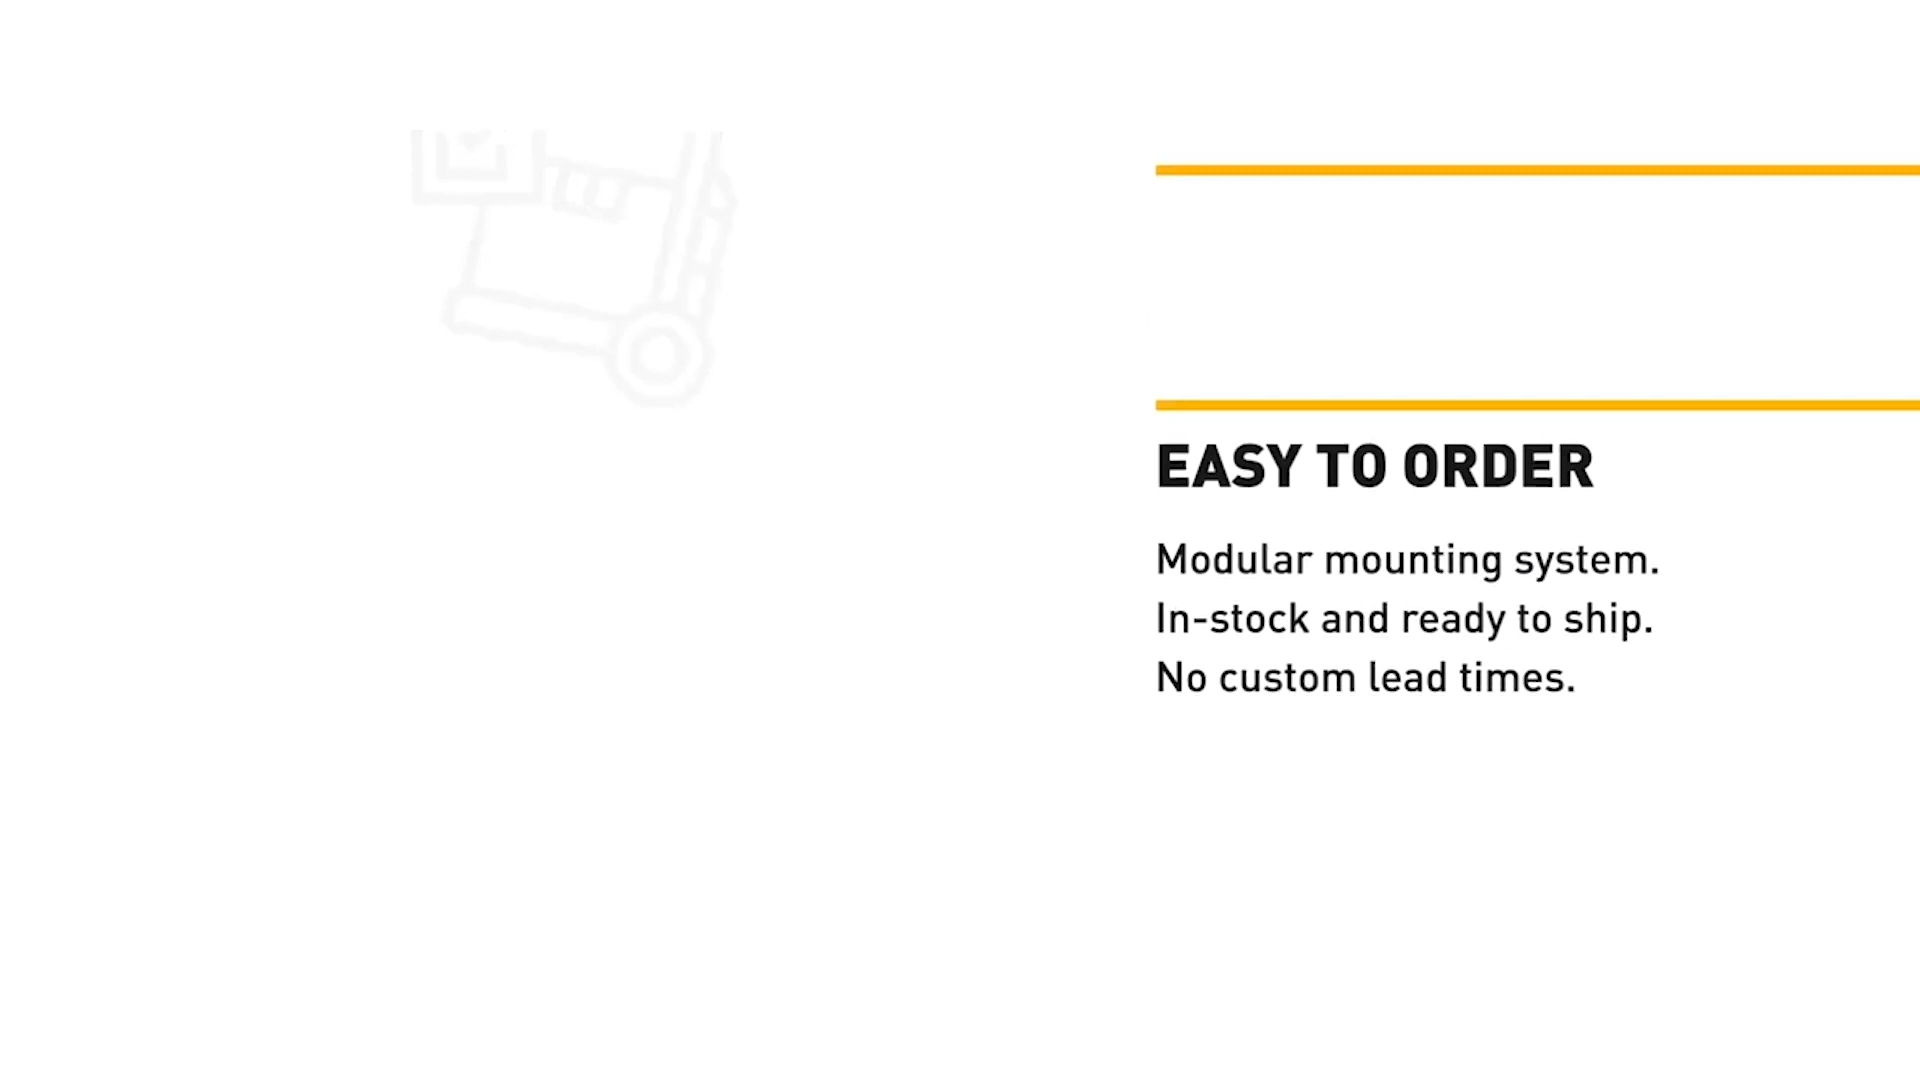 EASY TO ORDER
Modular mounting system.
In-stock and ready to ship.
No custom lead times.